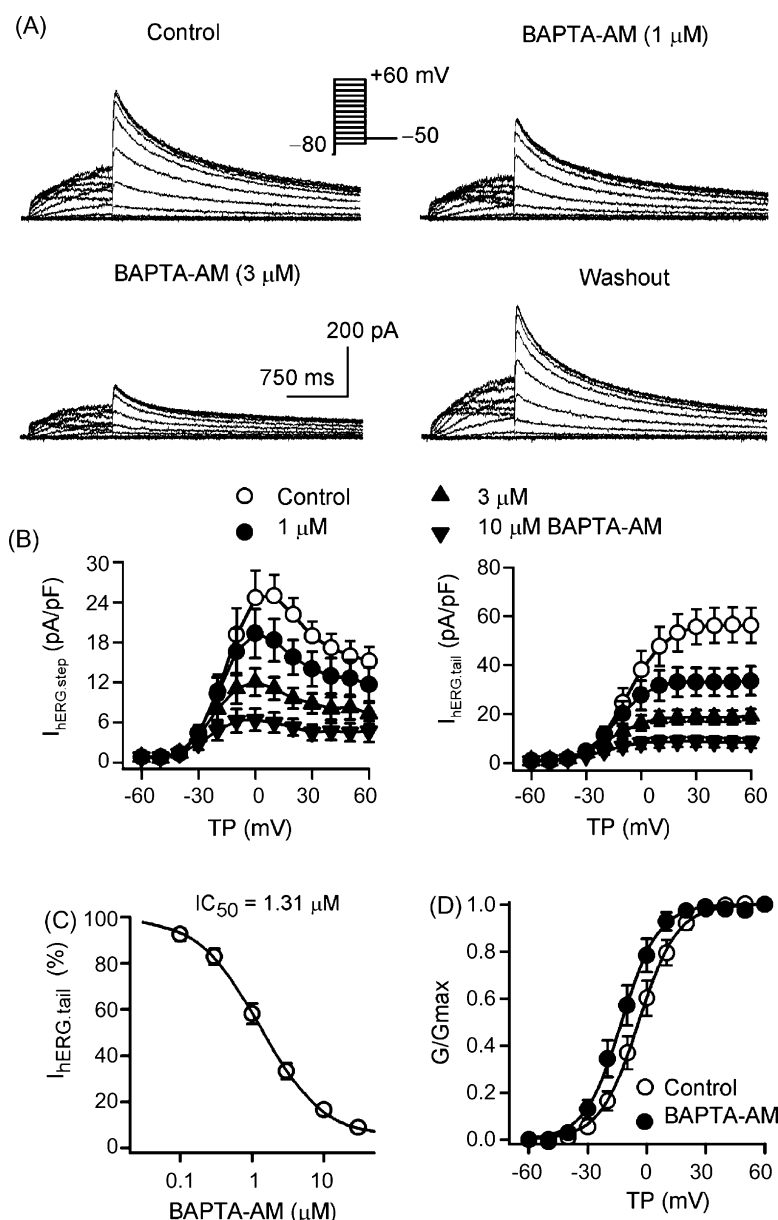 (A)
Control
BAPTA-AM (1 μM)
+60 mV
−80
−50
BAPTA-AM (3 μM)
Washout
200 pA
750 ms
(B)
Control
1 μM
3 μM
10 μM BAPTA-AM
30
24
18
12
6
0
IhERG.step (pA/pF)
-60 -30 0 30 60
TP (mV)
80
60
40
20
0
IhERG.tail (pA/pF)
-60 -30 0 30 60
TP (mV)
(C)
IC50 = 1.31 μM
100
80
60
40
20
0
IhERG.tail (%)
0.1 1 10
BAPTA-AM (μM)
(D)
1.0
0.8
0.6
0.4
0.2
0.0
G/Gmax
Control
BAPTA-AM
-60 -30 0 30 60
TP (mV)